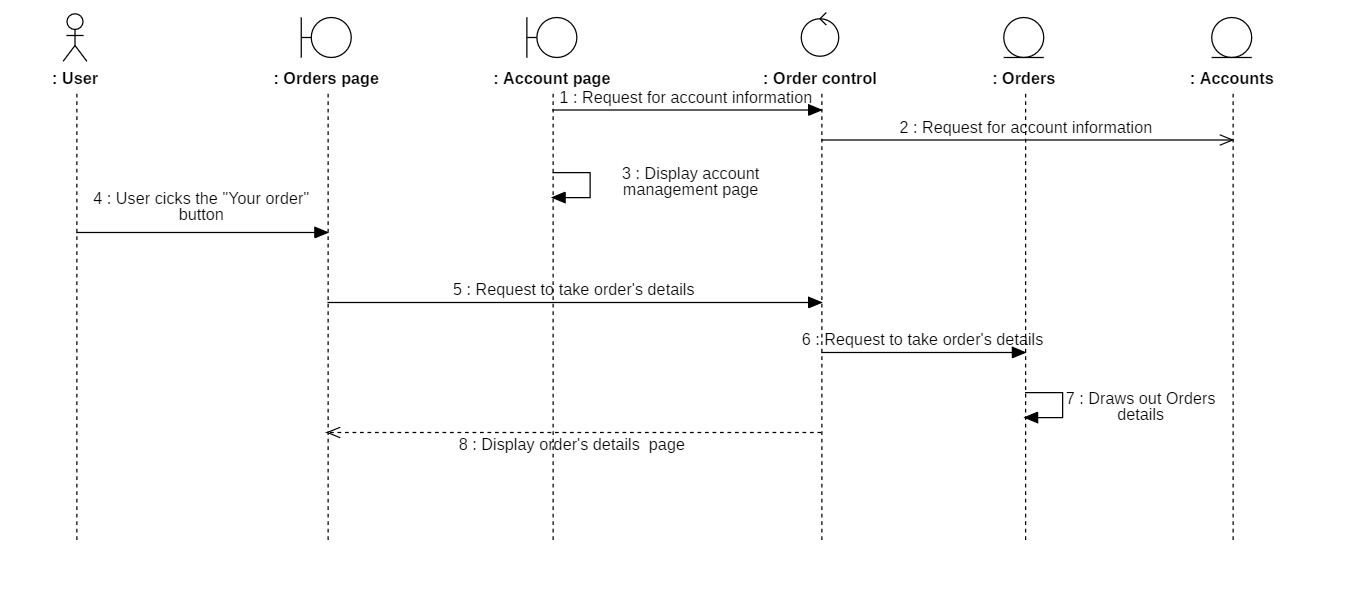 : User
: Orders page
: Account page
: Order control
: Orders
: Accounts
1 : Request for account information
2 : Request for account information
3 : Display account
management page
4 : User cicks the "Your order"
button
5 : Request to take order's details
6 : Request to take order's details
7 : Draws out Orders
details
8 : Display order's details  page